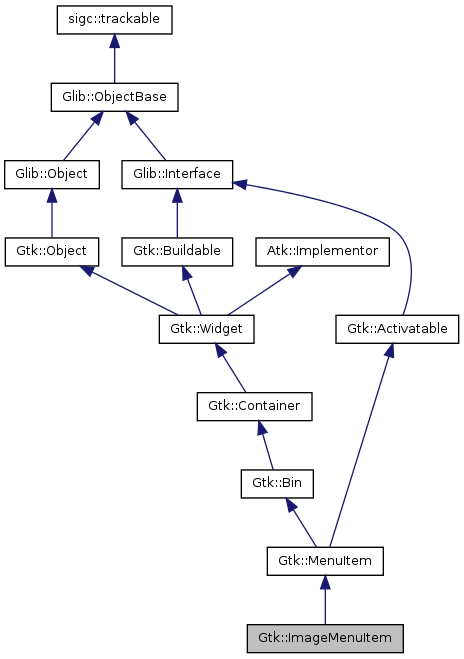 sigc::trackable
Glib::ObjectBase
Glib::Object
Glib::Interface
Gtk::Object
Gtk::Buildable
Atk::Implementor
Gtk::Widget
Gtk::Activatable
Gtk::Container
Gtk::Bin
Gtk::MenuItem
Gtk::ImageMenuItem